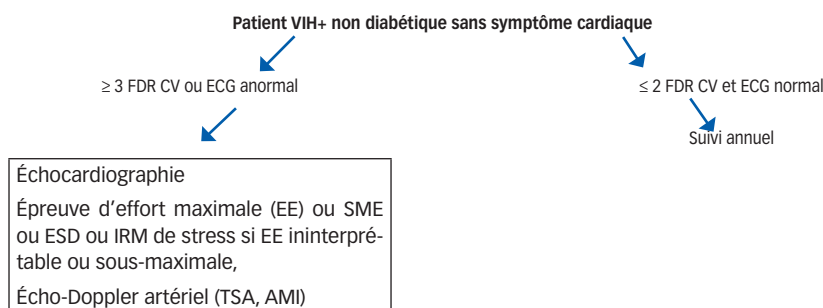 Patient VIH+ non diabétique sans symptôme cardiaque
≥ 3 FDR CV ou ECG anormal
≤ 2 FDR CV et ECG normal
Suivi annuel
Échocardiographie
Épreuve d’effort maximale (EE) ou SME
ou ESD ou IRM de stress si EE ininterpré-
table ou sous-maximale,
Écho-Doppler artériel (TSA, AMI)